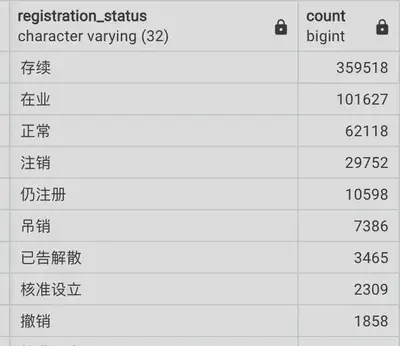 registration_status count
character varying (32) bigint
存续 359518
在业 101627
正常 62118
注销 29752
仍注册 10598
吊销 7386
已告解散 3465
核准设立 2309
撤销 1858